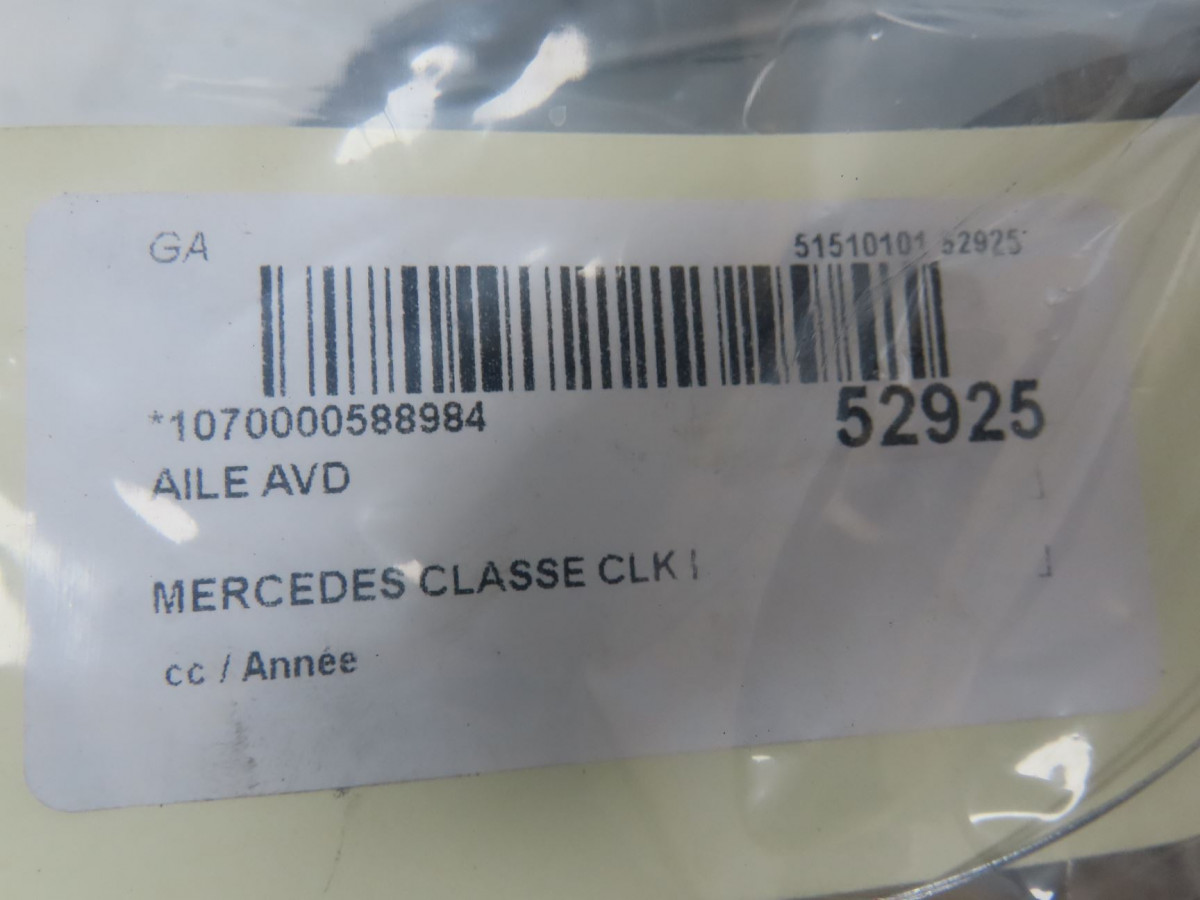 GA
51510101 52925
*1070000588984
52925
AILE AVD
MERCEDES CLASSE CLK I
cc / Année